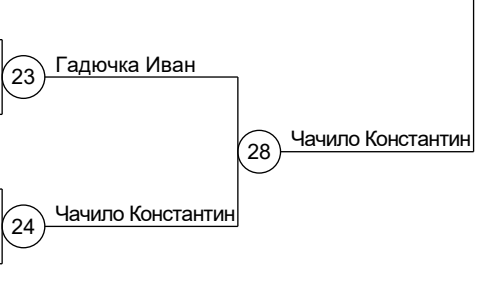 23 Гадючка Иван
28 Чачило Константин
24 Чачило Константин